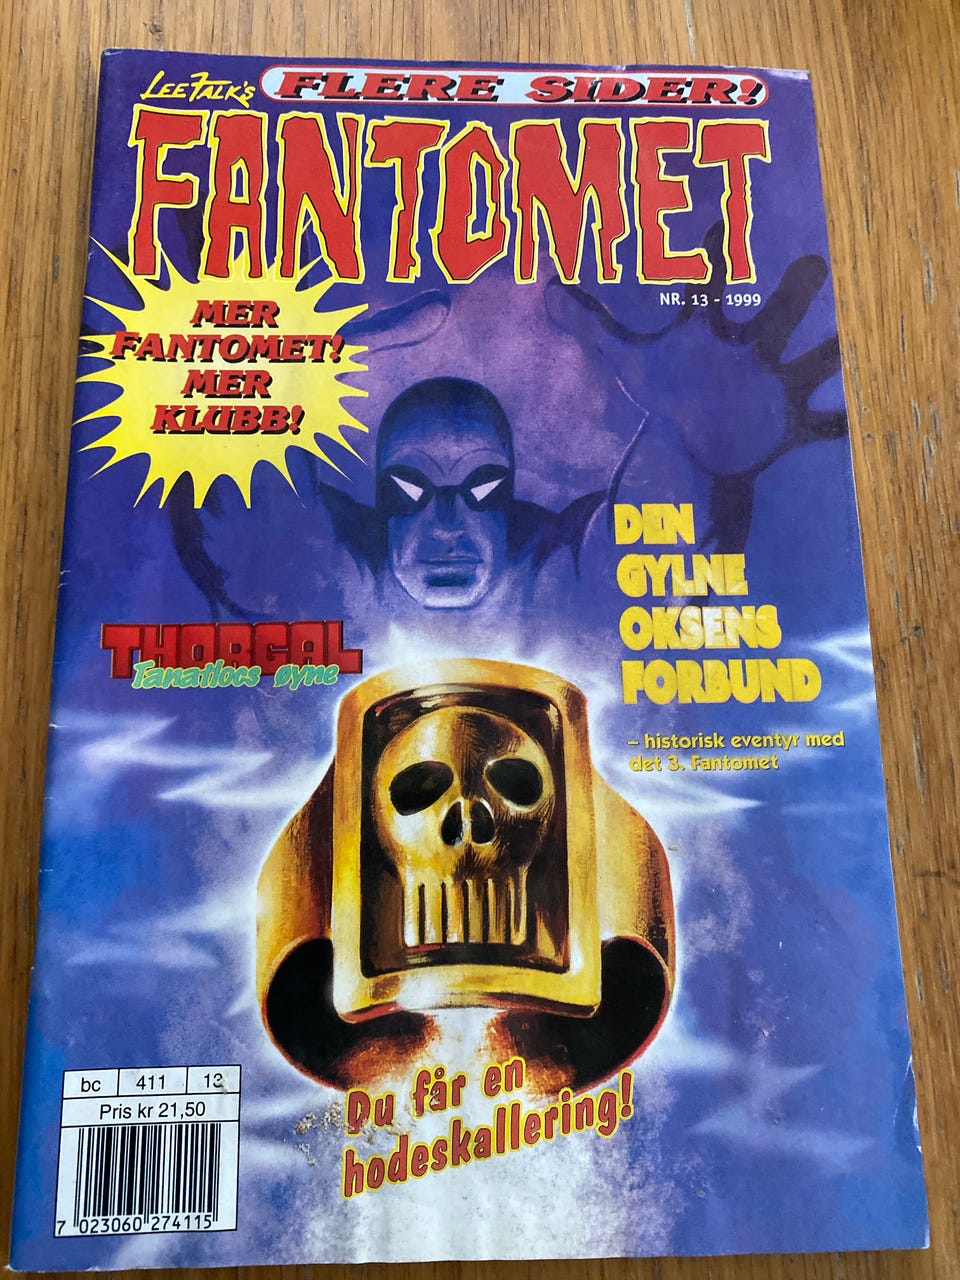 LEE FALK'S
FLERE SIDER!
FANTOMET
NR. 13 - 1999
MER
FANTOMET!
MER
KLUBB!
DEN
GYLNE
OKSENS
FORBUND
– historisk eventyr med
det 3. Fantomet
THORGAL
Tanatlocs øyne
Du får en
hodeskallering!
bc 411 13
Pris kr 21,50
7 023060 274115